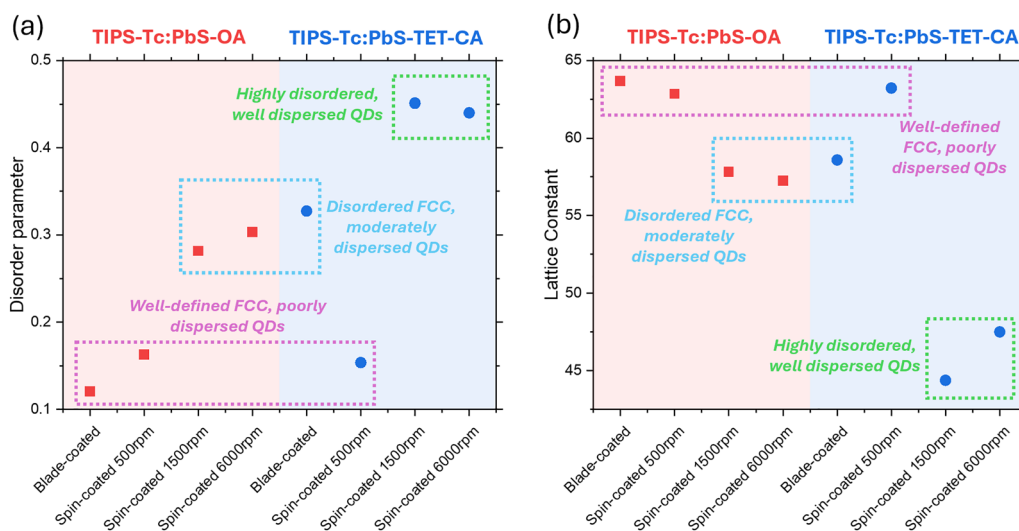 (a)
TIPS-Tc:PbS-OA
TIPS-Tc:PbS-TET-CA
Disorder parameter
0.5
0.4
0.3
0.2
0.1
Highly disordered,
well dispersed QDs
Disordered FCC,
moderately
dispersed QDs
Well-defined FCC, poorly
dispersed QDs
Blade-coated
Spin-coated 500rpm
Spin-coated 1500rpm
Spin-coated 6000rpm
Blade-coated
Spin-coated 500rpm
Spin-coated 1500rpm
Spin-coated 6000rpm
(b)
TIPS-Tc:PbS-OA
TIPS-Tc:PbS-TET-CA
Lattice Constant
65
60
55
50
45
Well-defined
FCC, poorly
dispersed QDs
Disordered FCC,
moderately
dispersed QDs
Highly disordered,
well dispersed QDs
Blade-coated
Spin-coated 500rpm
Spin-coated 1500rpm
Spin-coated 6000rpm
Blade-coated
Spin-coated 500rpm
Spin-coated 1500rpm
Spin-coated 6000rpm